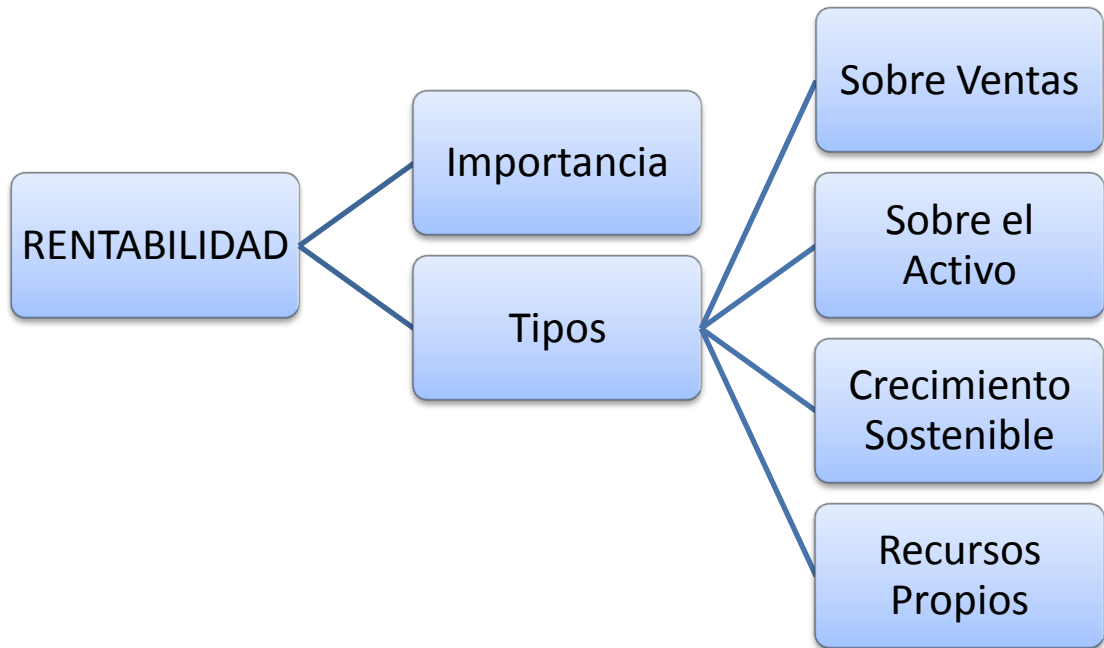 RENTABILIDAD
Importancia
Tipos
Sobre Ventas
Sobre el
Activo
Crecimiento
Sostenible
Recursos
Propios